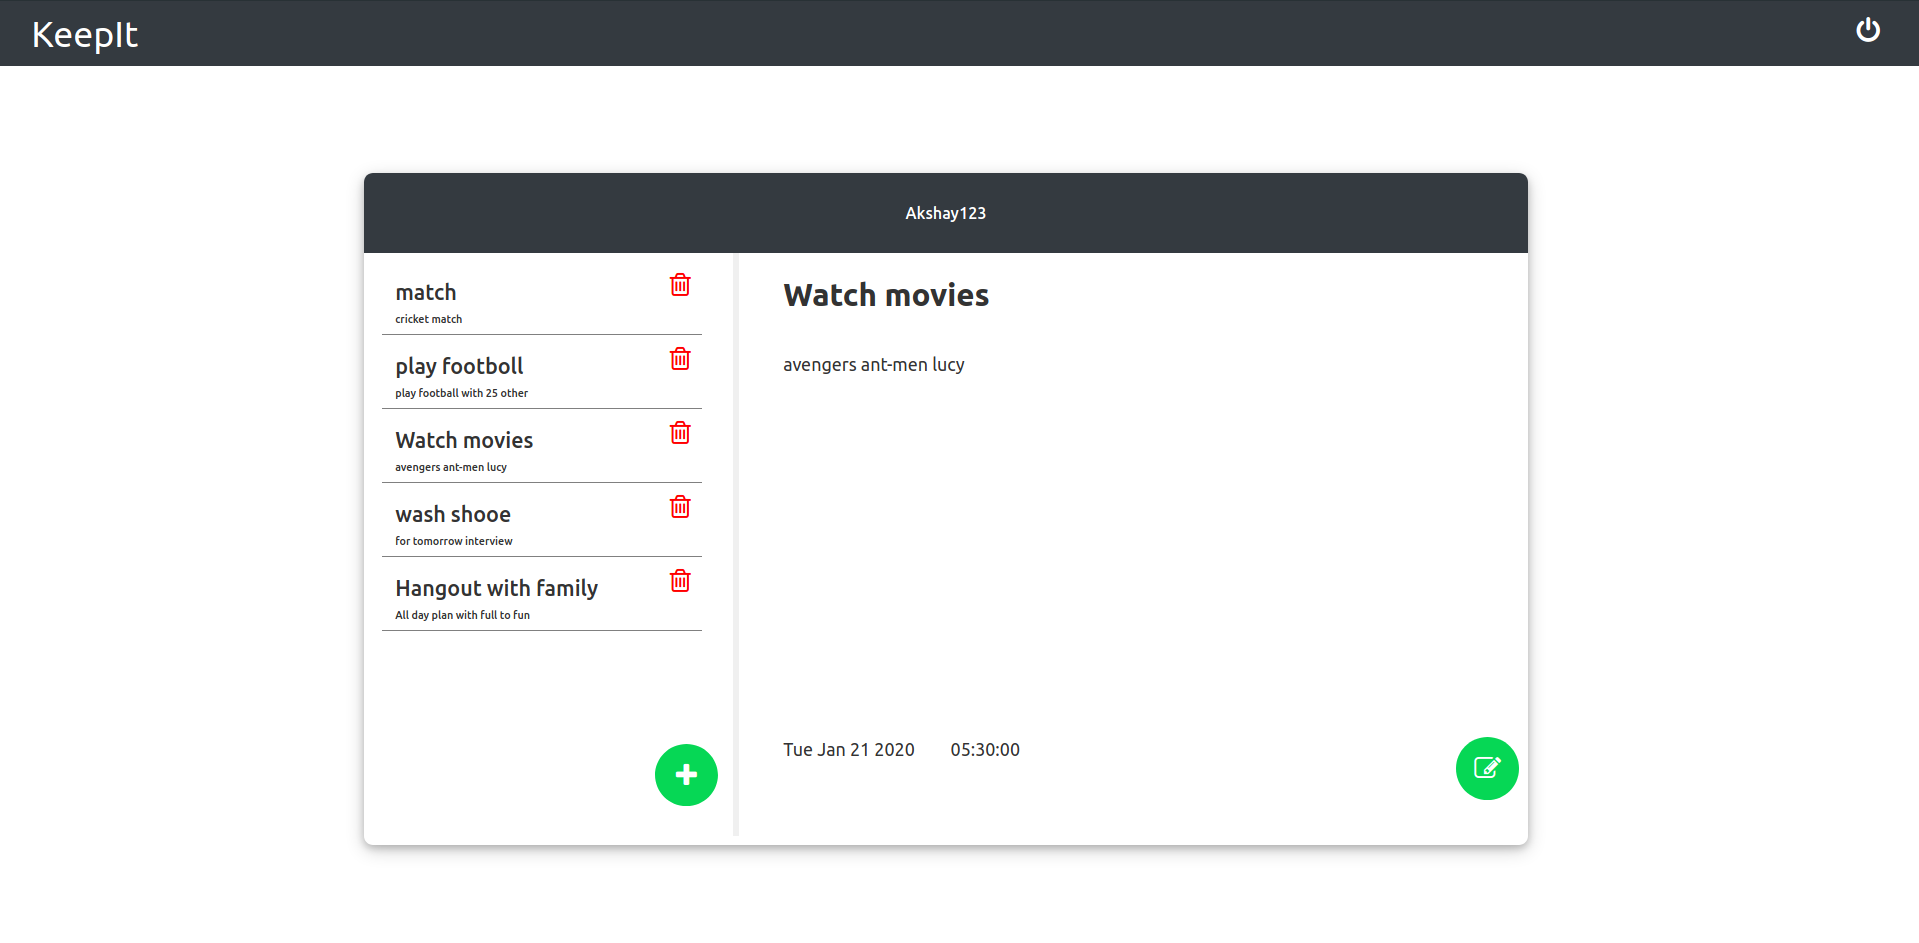 KeepIt
Akshay123
match
cricket match
play footboll
play football with 25 other
Watch movies
avengers ant-men lucy
wash shooe
for tomorrow interview
Hangout with family
All day plan with full to fun
Watch movies
avengers ant-men lucy
Tue Jan 21 2020 05:30:00